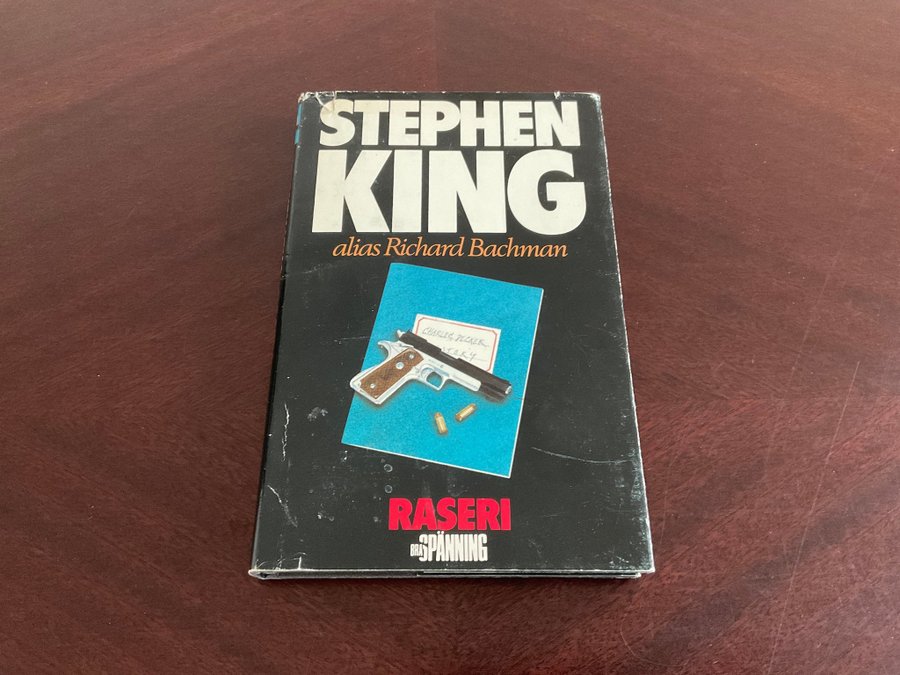 STEPHEN
KING
alias Richard Bachman
CHARLES DECKER
RASERI
BRA SPÄNNING